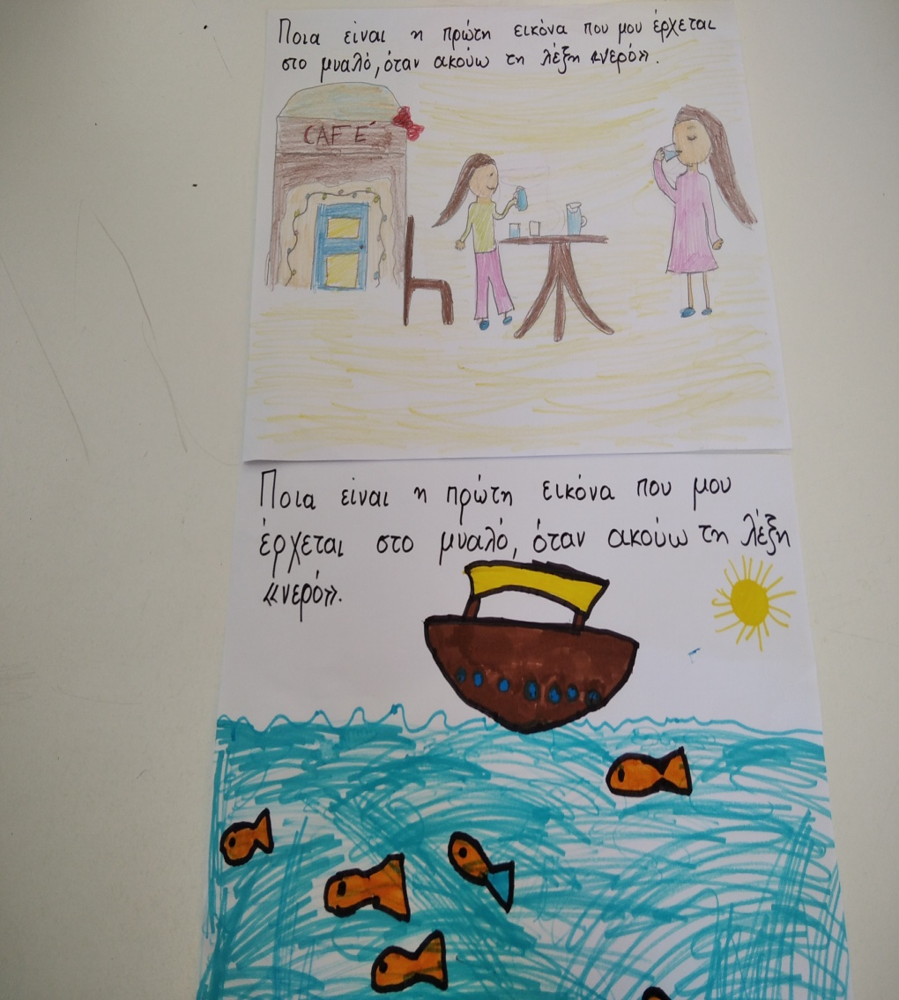 Ποια είναι η πρώτη εικόνα που μου έρχεται
στο μυαλό, όταν ακούω τη λέξη «νερό».
CAFE´
Ποια είναι η πρώτη εικόνα που μου
έρχεται στο μυαλό, όταν ακούω τη λέξη
«νερό».